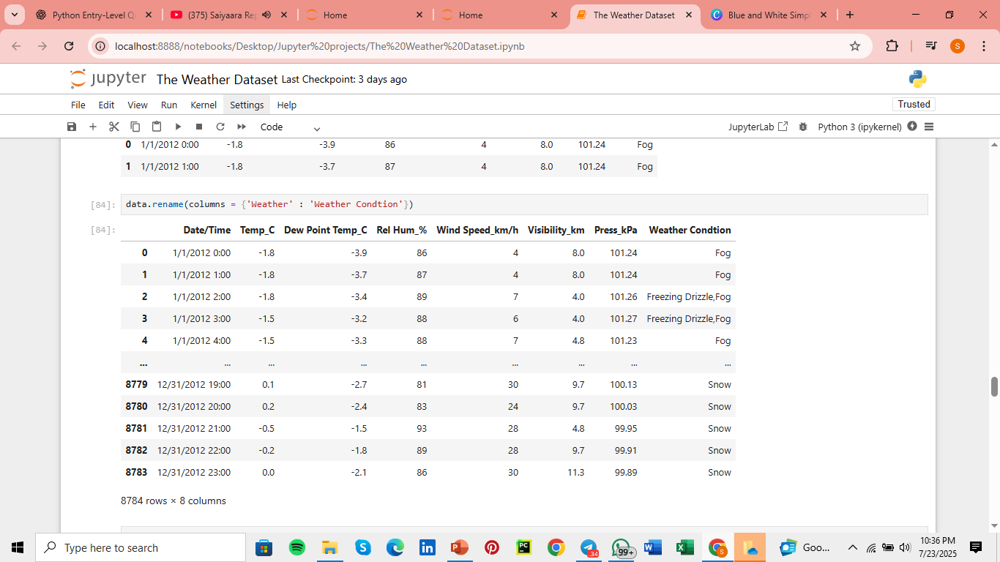 Python Entry-Level Q
(375) Saiyaara Rep
Home
Home
The Weather Dataset
Blue and White Simp
localhost:8888/notebooks/Desktop/Jupyter%20projects/The%20Weather%20Dataset.ipynb
S
jupyter The Weather Dataset Last Checkpoint: 3 days ago
File Edit View Run Kernel Settings Help
Trusted
Code
JupyterLab
Python 3 (ipykernel)
0 1/1/2012 0:00 -1.8 -3.9 86 4 8.0 101.24 Fog
1 1/1/2012 1:00 -1.8 -3.7 87 4 8.0 101.24 Fog
[84]: data.rename(columns = {'Weather' : 'Weather Condtion'})
[84]:
Date/Time Temp_C Dew Point Temp_C Rel Hum_% Wind Speed_km/h Visibility_km Press_kPa Weather Condtion
0 1/1/2012 0:00 -1.8 -3.9 86 4 8.0 101.24 Fog
1 1/1/2012 1:00 -1.8 -3.7 87 4 8.0 101.24 Fog
2 1/1/2012 2:00 -1.8 -3.4 89 7 4.0 101.26 Freezing Drizzle,Fog
3 1/1/2012 3:00 -1.5 -3.2 88 6 4.0 101.27 Freezing Drizzle,Fog
4 1/1/2012 4:00 -1.5 -3.3 88 7 4.8 101.23 Fog
... ... ... ... ... ... ... ... ...
8779 12/31/2012 19:00 0.1 -2.7 81 30 9.7 100.13 Snow
8780 12/31/2012 20:00 0.2 -2.4 83 24 9.7 100.03 Snow
8781 12/31/2012 21:00 -0.5 -1.5 93 28 4.8 99.95 Snow
8782 12/31/2012 22:00 -0.2 -1.8 89 28 9.7 99.91 Snow
8783 12/31/2012 23:00 0.0 -2.1 86 30 11.3 99.89 Snow
8784 rows × 8 columns
Type here to search
.34
99+
Goo...
10:36 PM
7/23/2025